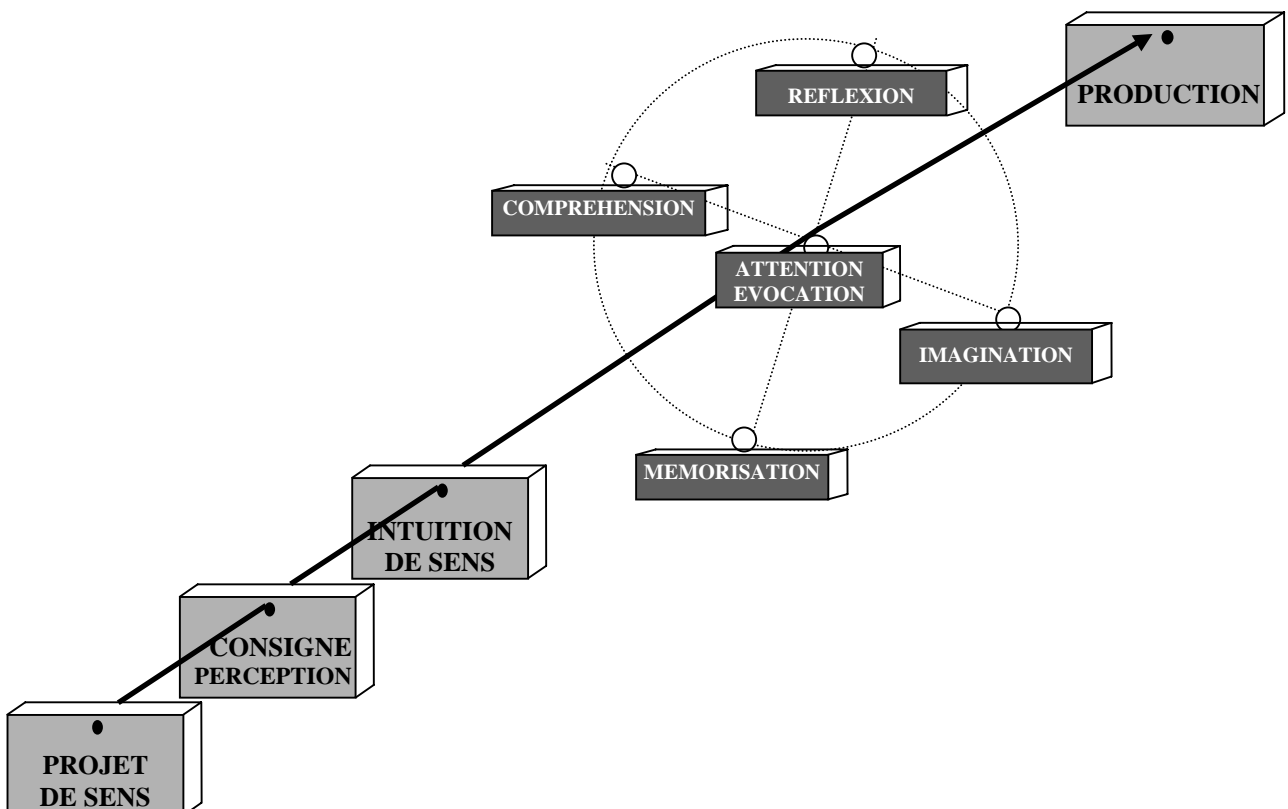 REFLEXION
PRODUCTION
COMPREHENSION
ATTENTION
EVOCATION
IMAGINATION
MEMORISATION
INTUITION
DE SENS
CONSIGNE
PERCEPTION
PROJET
DE SENS